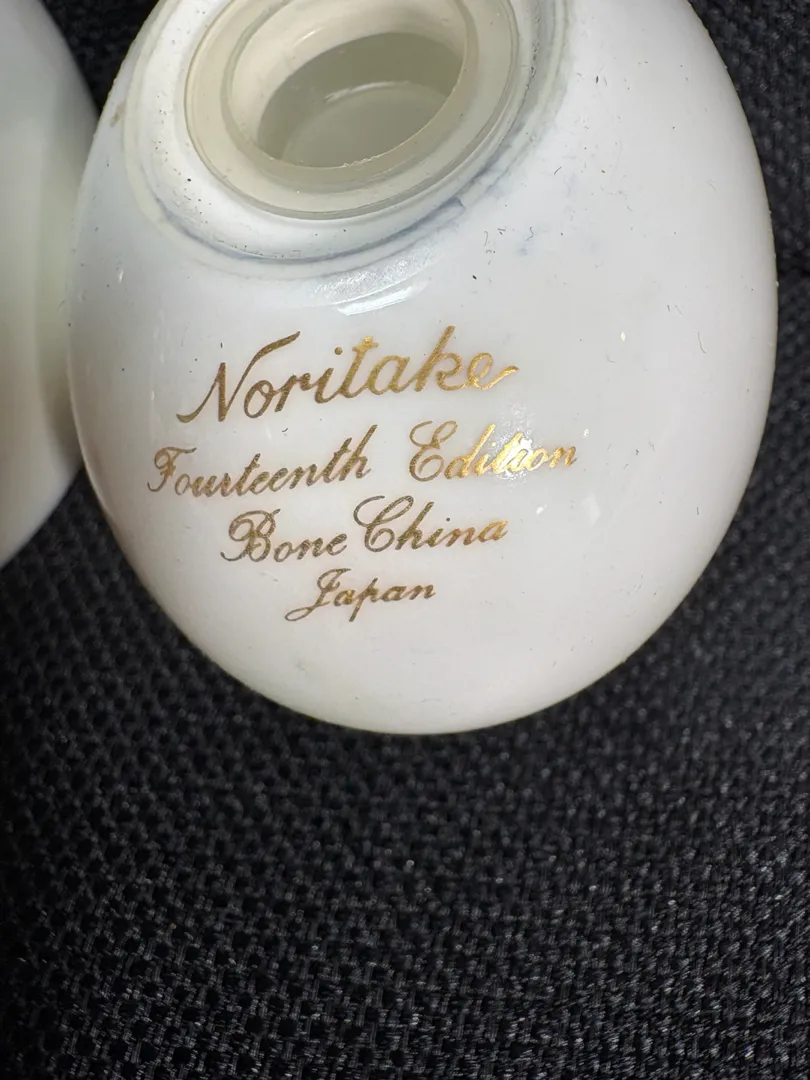 Noritake
Fourteenth Edition
Bone China
Japan